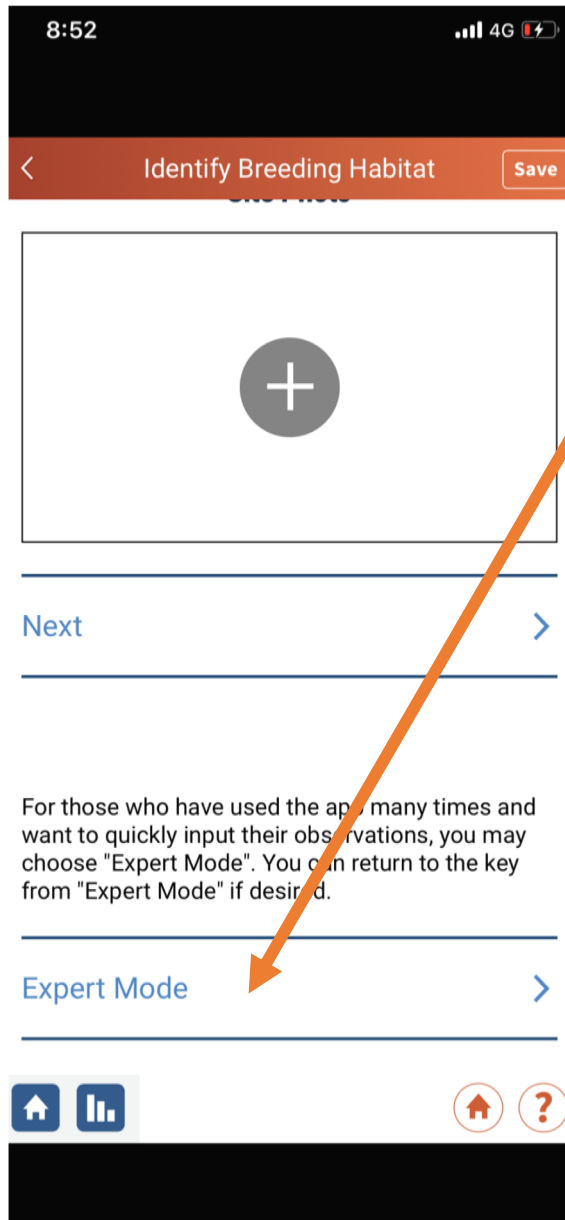 8:52
4G
Identify Breeding Habitat
Save
Next
For those who have used the app many times and
want to quickly input their observations, you may
choose "Expert Mode". You can return to the key
from "Expert Mode" if desired.
Expert Mode
?